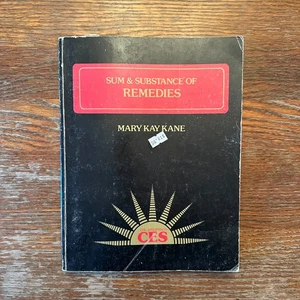 SUM & SUBSTANCE OF
REMEDIES
MARY KAY KANE
CES